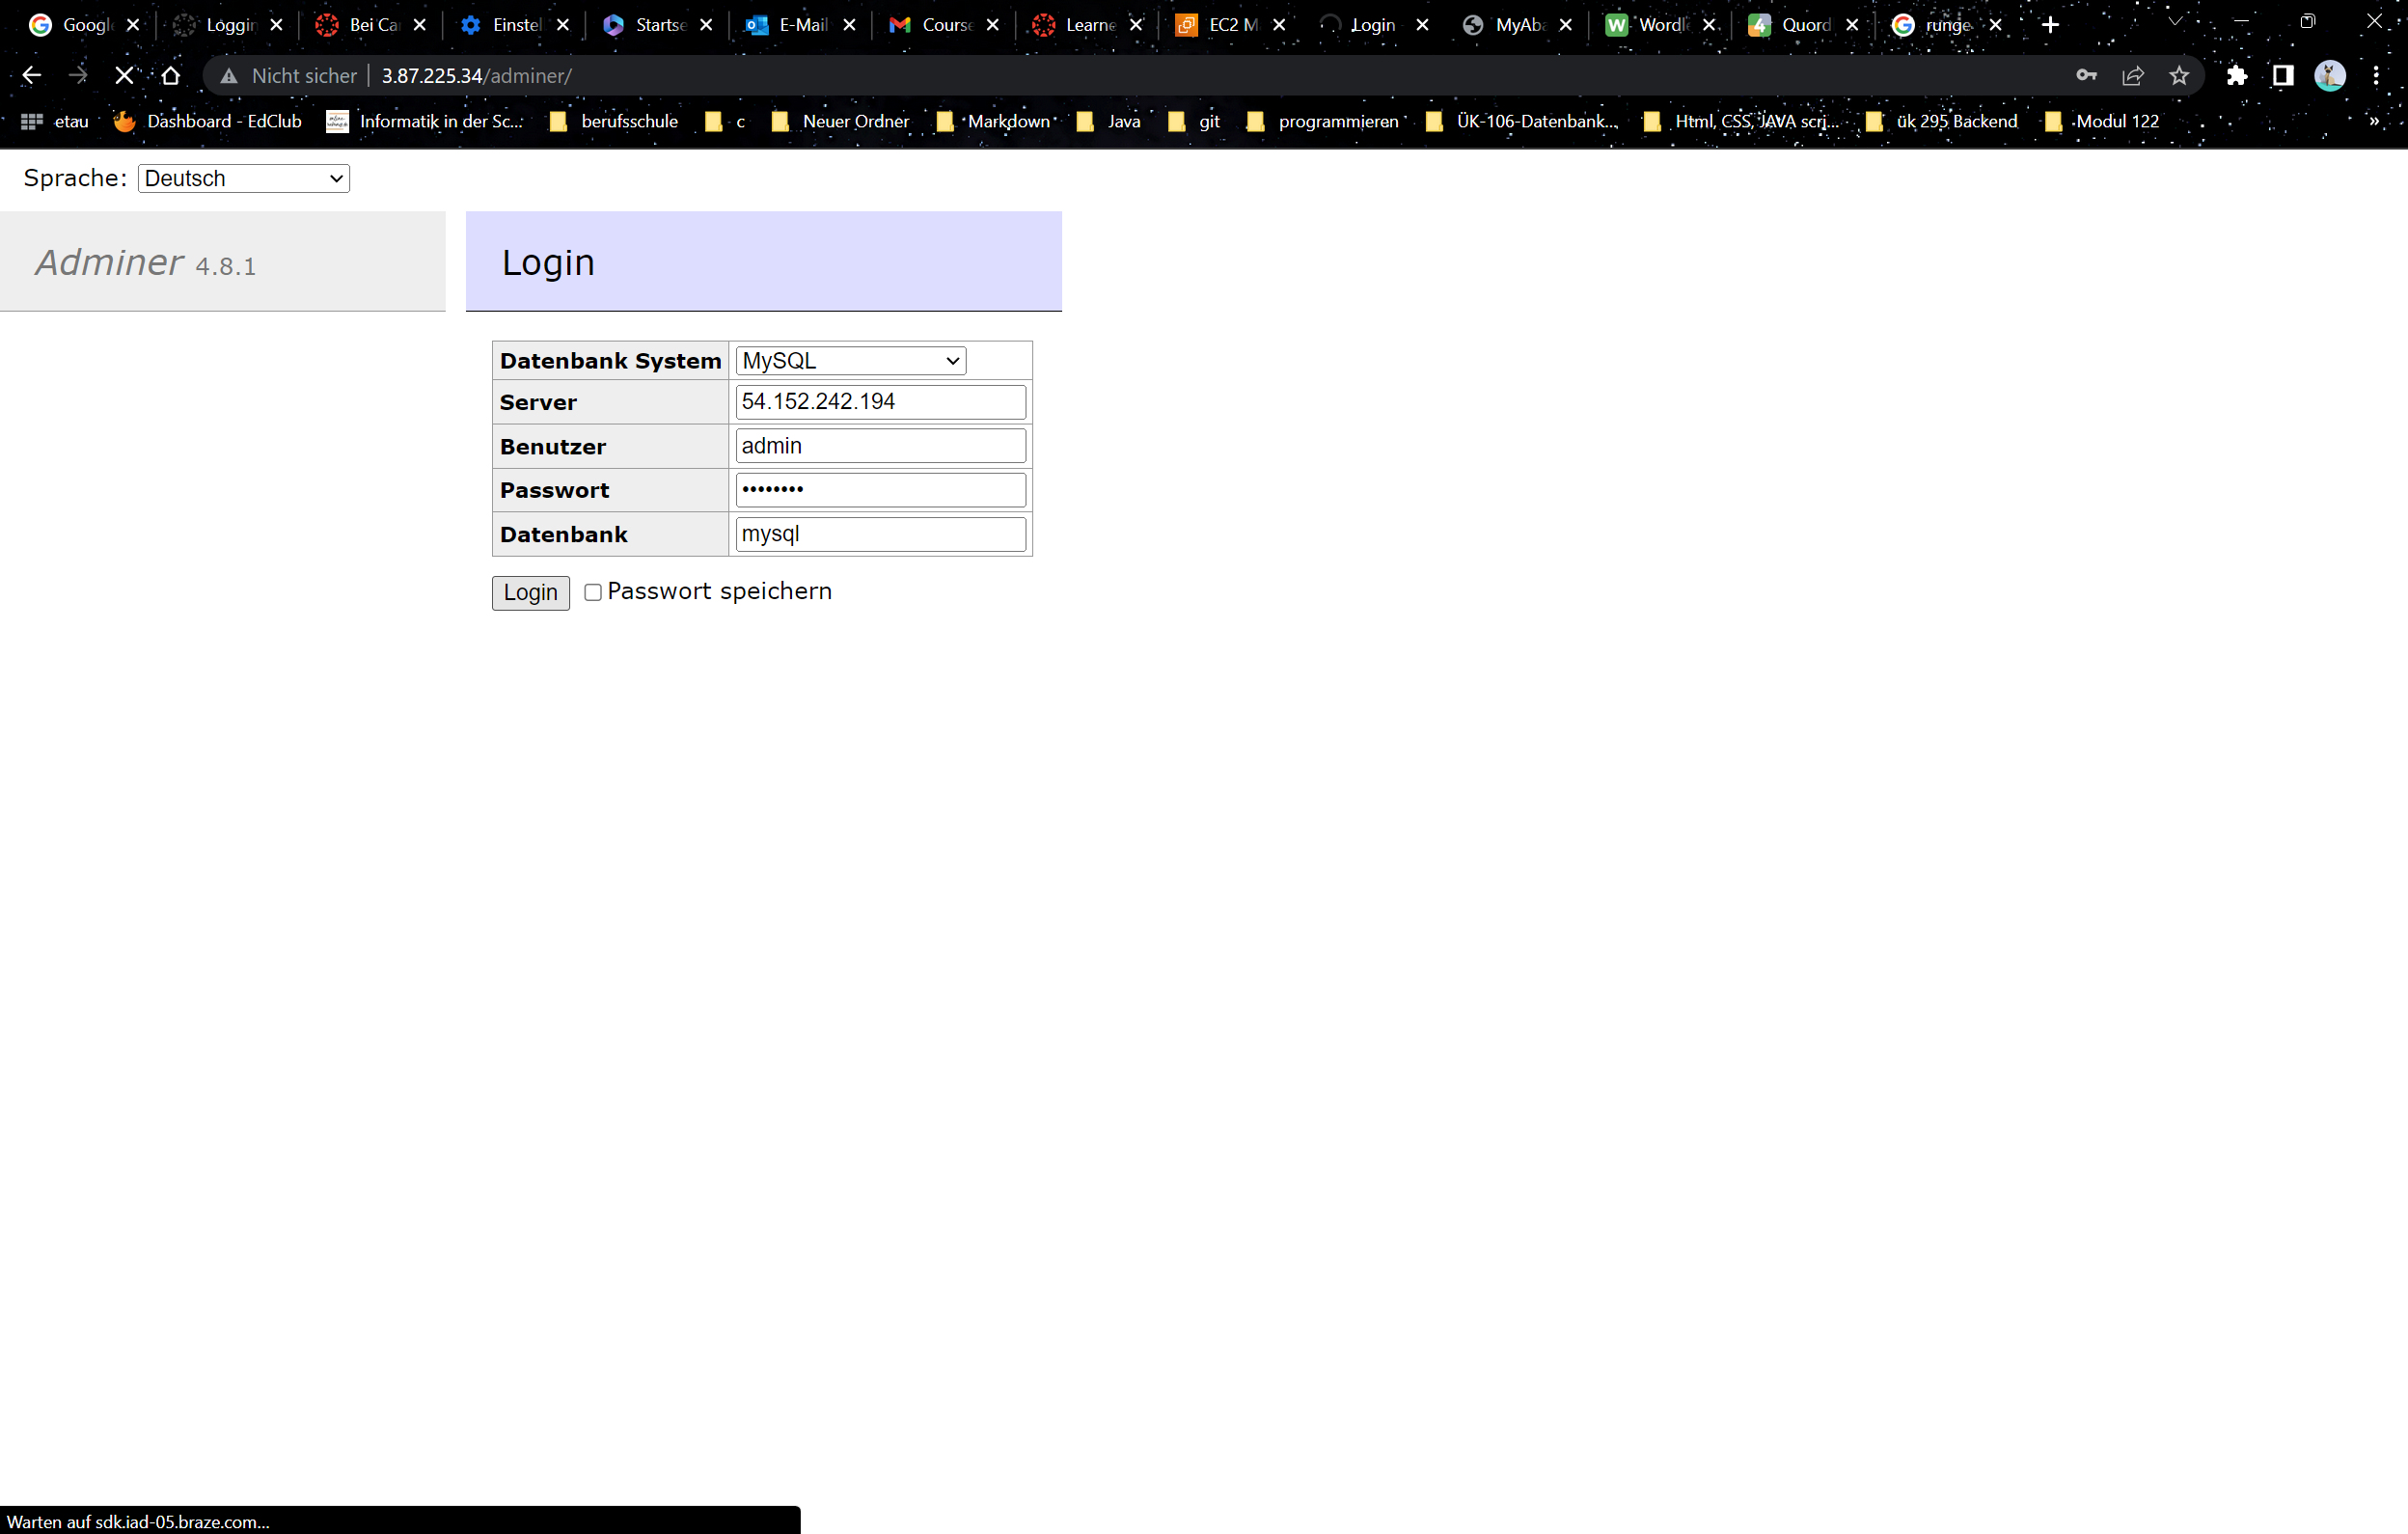 Google Loggin Bei Ca Einstel Startse E-Mail Course Learne EC2 M Login MyAba Wordle Quord runge
Nicht sicher 3.87.225.34/adminer/
etau Dashboard - EdClub Informatik in der Sc... berufsschule c Neuer Ordner Markdown Java git programmieren ÜK-106-Datenbank... Html, CSS, JAVA scri... ük 295 Backend Modul 122 »
Sprache: Deutsch
Adminer 4.8.1
Login
Datenbank System MySQL
Server 54.152.242.194
Benutzer admin
Passwort ••••••••
Datenbank mysql
Login Passwort speichern
Warten auf sdk.iad-05.braze.com...